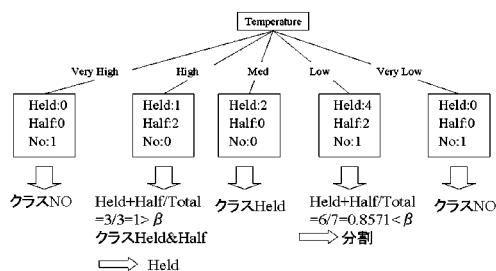 Temperature
Very High
High
Med
Low
Very Low
Held:0
Half:0
No:1
Held:1
Half:2
No:0
Held:2
Half:0
No:0
Held:4
Half:2
No:1
Held:0
Half:0
No:1
クラスNO
Held+Half/Total
=3/3=1>β
クラスHeld&Half
Held
クラスHeld
Held+Half/Total
=6/7=0.8571<β
分割
クラスNO